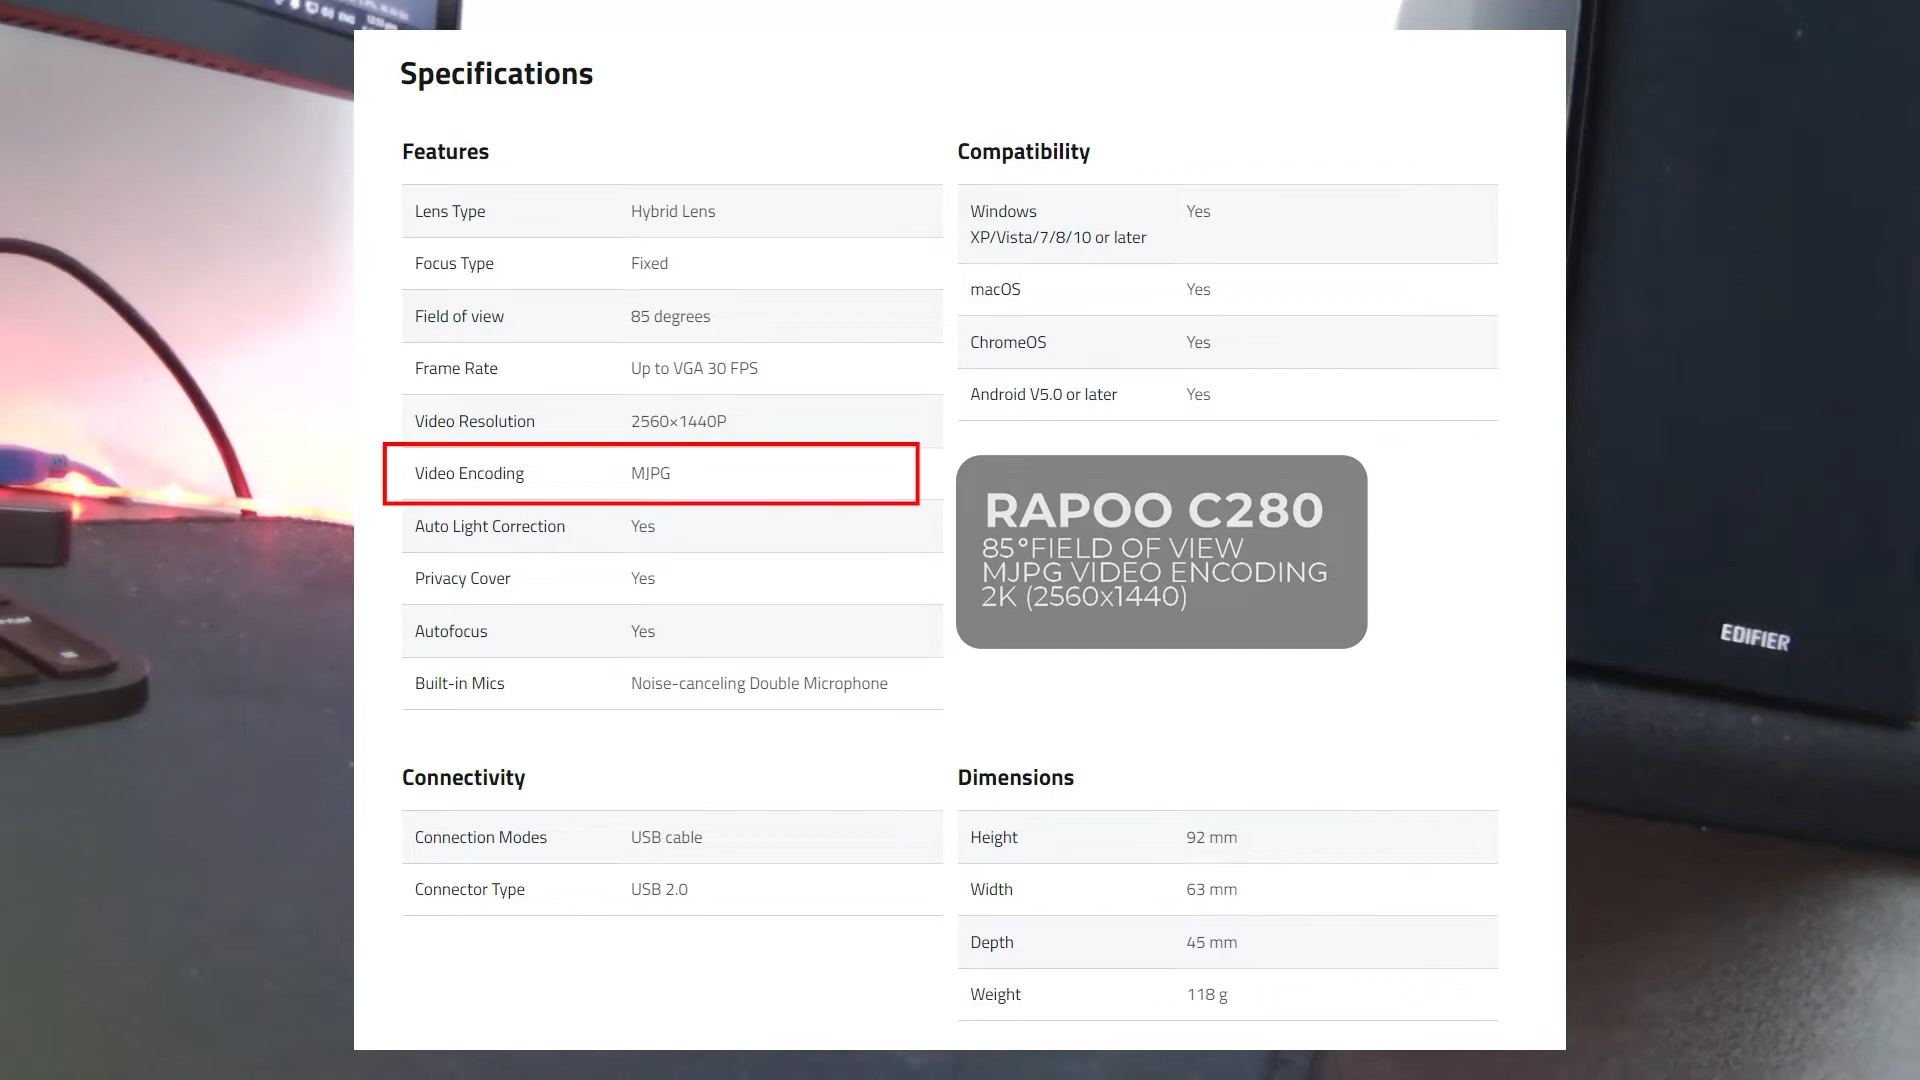 Specifications
Features
Lens Type Hybrid Lens
Focus Type Fixed
Field of view 85 degrees
Frame Rate Up to VGA 30 FPS
Video Resolution 2560×1440P
Video Encoding MJPG
Auto Light Correction Yes
Privacy Cover Yes
Autofocus Yes
Built-in Mics Noise-canceling Double Microphone
Compatibility
Windows Yes
XP/Vista/7/8/10 or later
macOS Yes
ChromeOS Yes
Android V5.0 or later Yes
RAPOO C280
85°FIELD OF VIEW
MJPG VIDEO ENCODING
2K (2560x1440)
Connectivity
Connection Modes USB cable
Connector Type USB 2.0
Dimensions
Height 92 mm
Width 63 mm
Depth 45 mm
Weight 118 g
EDIFIER